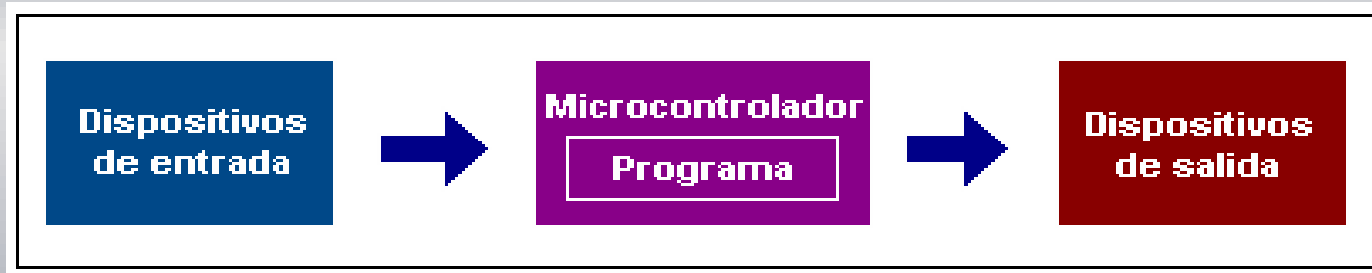 Dispositivos
de entrada
Microcontrolador
Programa
Dispositivos
de salida